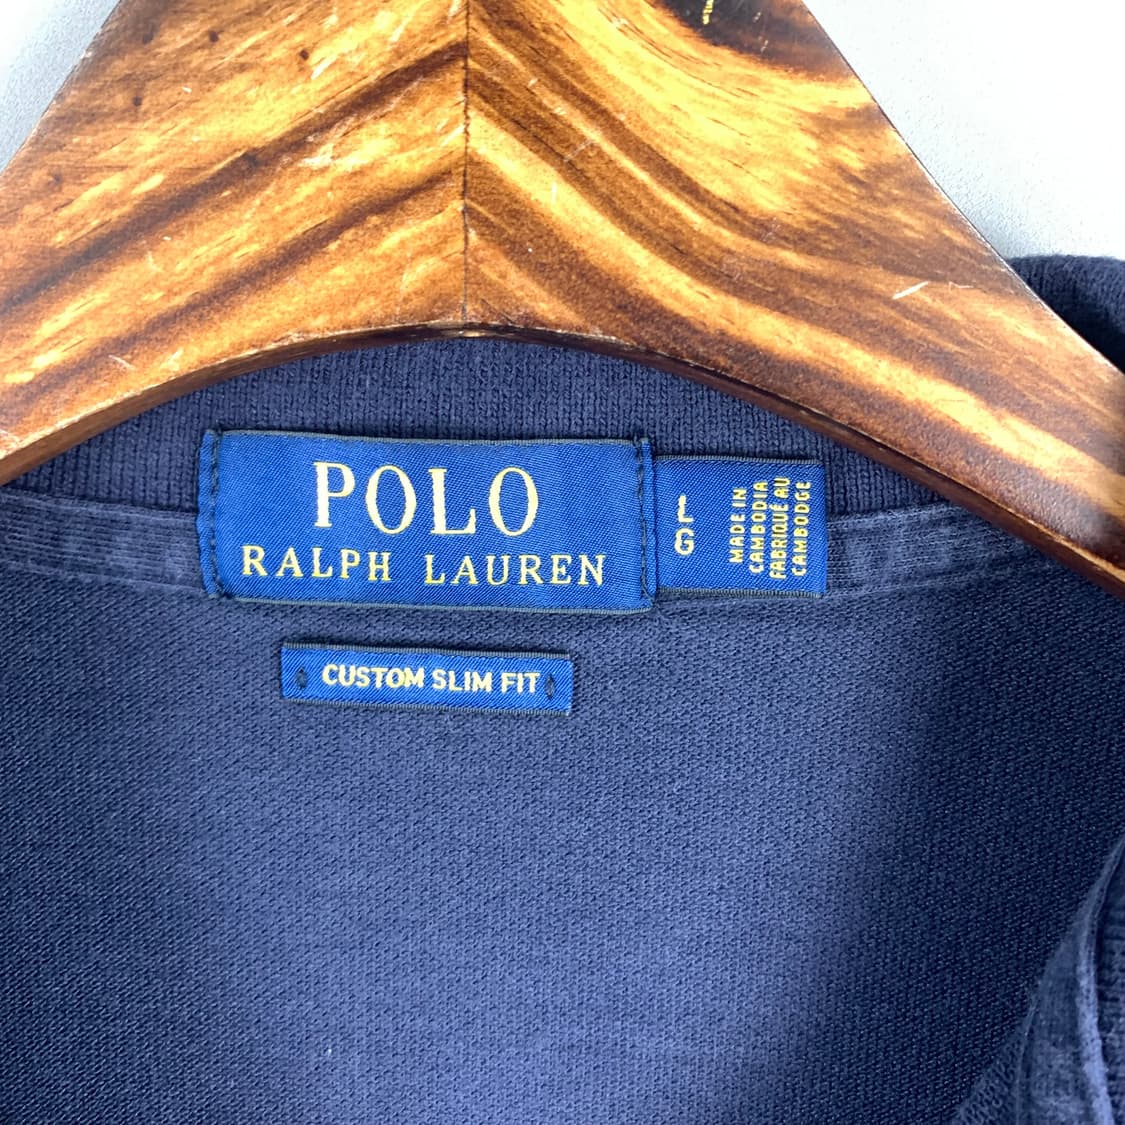 POLO
RALPH LAUREN
L
G
MADE IN
CAMBODIA
FABRIQUÉ AU
CAMBODGE
CUSTOM SLIM FIT